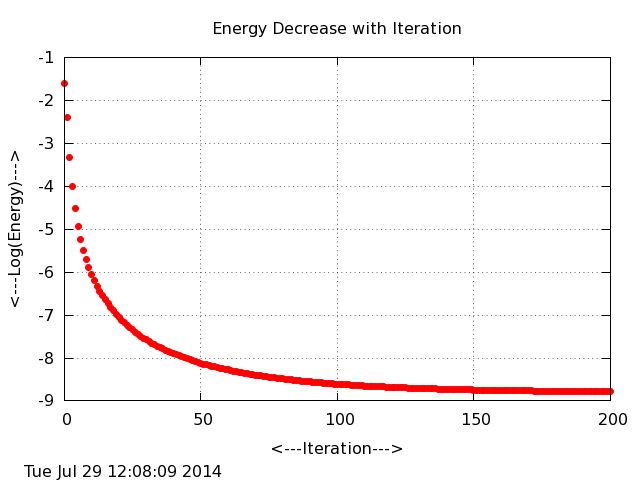 Energy Decrease with Iteration
-1
-2
-3
-4
-5
-6
-7
-8
-9
<---Log(Energy)--->
0 50 100 150 200
<---Iteration--->
Tue Jul 29 12:08:09 2014